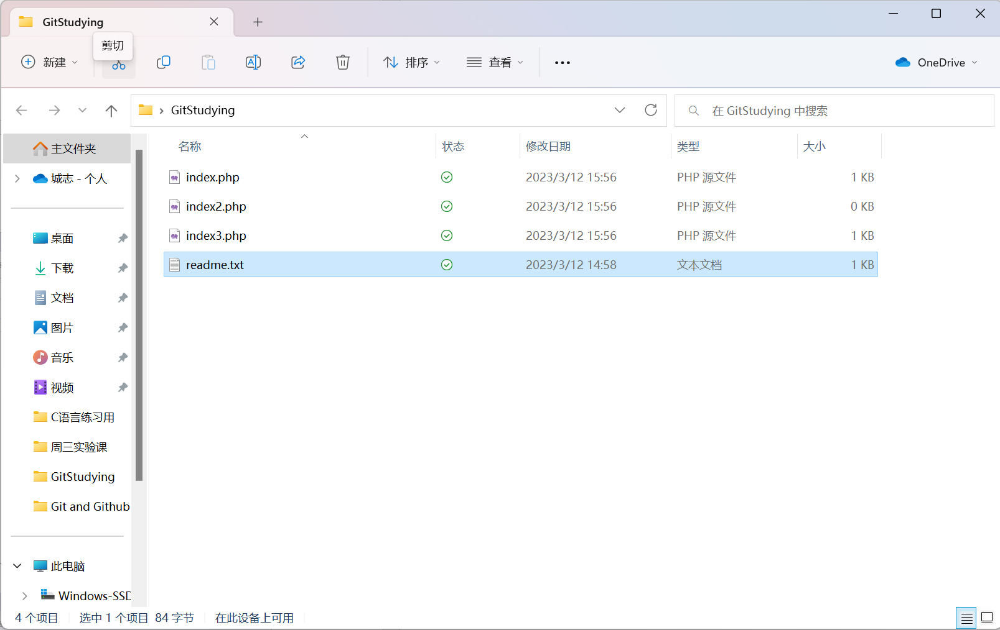 GitStudying
剪切
新建
排序
查看
OneDrive
GitStudying
在 GitStudying 中搜索
主文件夹
城志 - 个人
桌面
下载
文档
图片
音乐
视频
C语言练习用
周三实验课
GitStudying
Git and Github
此电脑
Windows-SSD
名称 状态 修改日期 类型 大小
index.php 2023/3/12 15:56 PHP 源文件 1 KB
index2.php 2023/3/12 15:56 PHP 源文件 0 KB
index3.php 2023/3/12 15:56 PHP 源文件 1 KB
readme.txt 2023/3/12 14:58 文本文档 1 KB
4 个项目 选中 1 个项目 84 字节 在此设备上可用